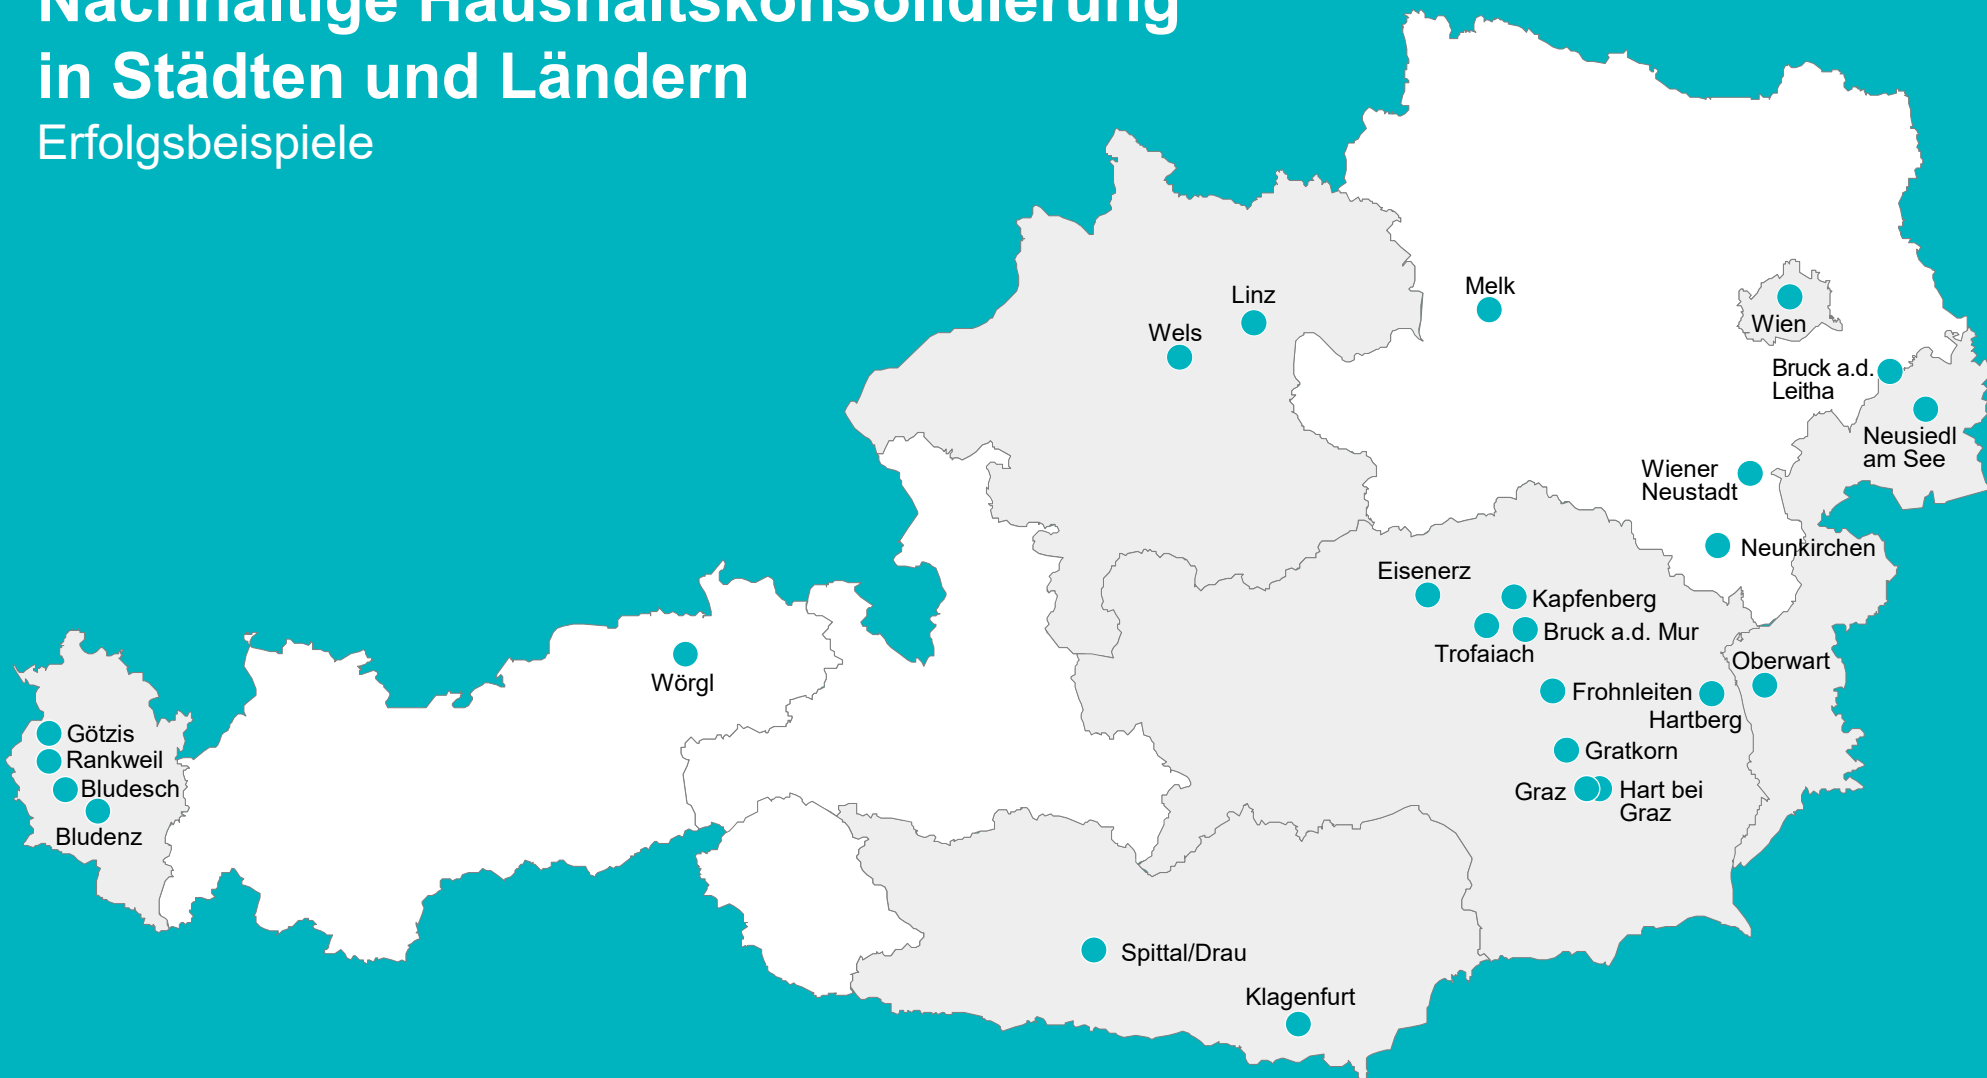 Nachhaltige Haushaltskonsolidierung
in Städten und Ländern
Erfolgsbeispiele
Linz
Wels
Melk
Wien
Bruck a.d.
Leitha
Neusiedl
am See
Wiener
Neustadt
Neunkirchen
Eisenerz
Kapfenberg
Bruck a.d. Mur
Trofaiach
Oberwart
Frohnleiten
Hartberg
Gratkorn
Graz
Hart bei
Graz
Wörgl
Götzis
Rankweil
Bludesch
Bludenz
Spittal/Drau
Klagenfurt